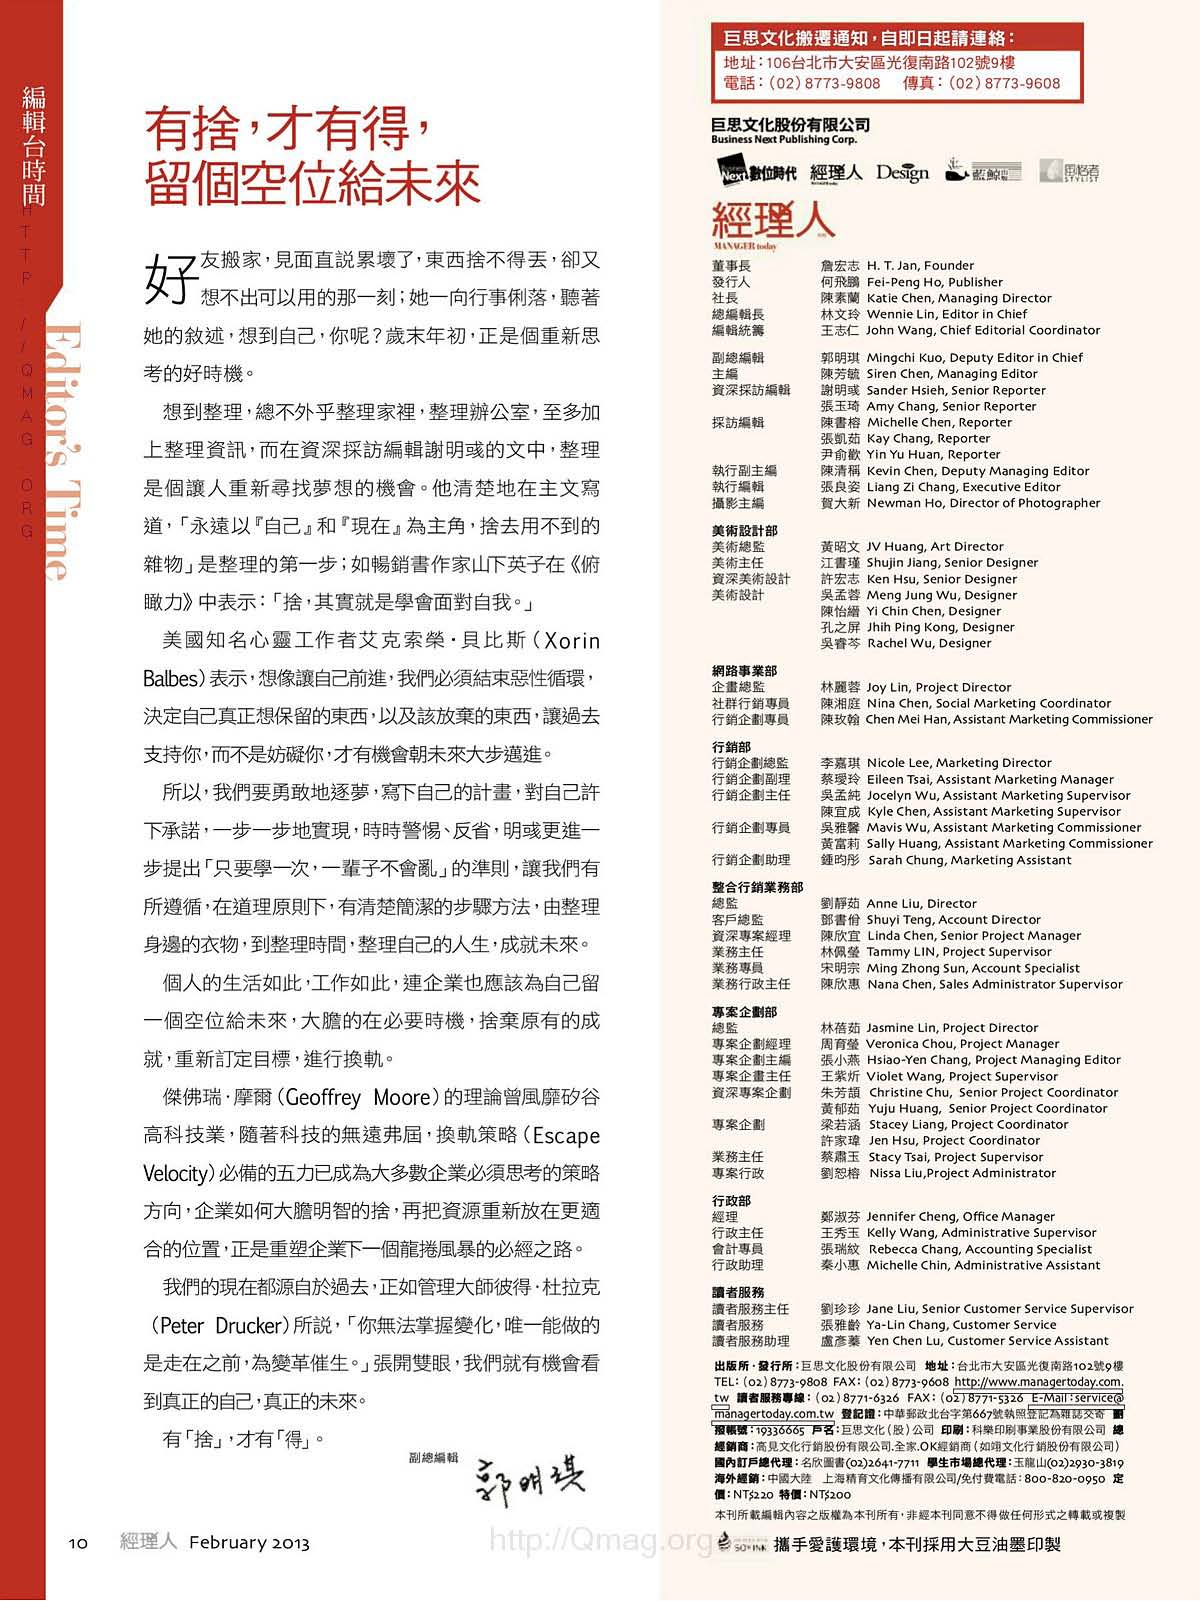 編輯台時間
HTTP://QMAG.ORG
Editor's Time
有捨，才有得，
留個空位給未來
好友搬家，見面直說累壞了，東西捨不得丟，卻又
想不出可以用的那一刻；她一向行事俐落，聽著
她的敘述，想到自己，你呢？歲末年初，正是個重新思
考的好時機。
想到整理，總不外乎整理家裡，整理辦公室，至多加
上整理資訊，而在資深採訪編輯謝明彧的文中，整理
是個讓人重新尋找夢想的機會。他清楚地在主文寫
道，「永遠以『自己』和『現在』為主角，捨去用不到的
雜物」是整理的第一步；如暢銷書作家山下英子在《俯
瞰力》中表示：「捨，其實就是學會面對自我。」
美國知名心靈工作者艾克索榮·貝比斯（Xorin
Balbes）表示，想像讓自己前進，我們必須結束惡性循環，
決定自己真正想保留的東西，以及該放棄的東西，讓過去
支持你，而不是妨礙你，才有機會朝未來大步邁進。
所以，我們要勇敢地逐夢，寫下自己的計畫，對自己許
下承諾，一步一步地實現，時時警惕、反省，明彧更進一
步提出「只要學一次，一輩子不會亂」的準則，讓我們有
所遵循，在道理原則下，有清楚簡潔的步驟方法，由整理
身邊的衣物，到整理時間，整理自己的人生，成就未來。
個人的生活如此，工作如此，連企業也應該為自己留
一個空位給未來，大膽的在必要時機，捨棄原有的成
就，重新訂定目標，進行換軌。
傑佛瑞·摩爾（Geoffrey Moore）的理論曾風靡矽谷
高科技業，隨著科技的無遠弗屆，換軌策略（Escape
Velocity）必備的五力已成為大多數企業必須思考的策略
方向，企業如何大膽明智的捨，再把資源重新放在更適
合的位置，正是重塑企業下一個龍捲風暴的必經之路。
我們的現在都源自於過去，正如管理大師彼得·杜拉克
（Peter Drucker）所說，「你無法掌握變化，唯一能做的
是走在之前，為變革催生。」張開雙眼，我們就有機會看
到真正的自己，真正的未來。
有「捨」，才有「得」。
副總編輯 郭明琪
10 經理人 February 2013
巨思文化搬遷通知，自即日起請連絡：
地址：106台北市大安區光復南路102號9樓
電話：（02）8773-9808 傳真：（02）8773-9608
巨思文化股份有限公司
Business Next Publishing Corp.
Next 數位時代 經理人 Design 藍鯨 風格者 STYLIST
經理人
MANAGER today
董事長 詹宏志 H. T. Jan, Founder
發行人 何飛鵬 Fei-Peng Ho, Publisher
社長 陳素蘭 Katie Chen, Managing Director
總編輯長 林文玲 Wennie Lin, Editor in Chief
編輯統籌 王志仁 John Wang, Chief Editorial Coordinator
副總編輯 郭明琪 Mingchi Kuo, Deputy Editor in Chief
主編 陳芳毓 Siren Chen, Managing Editor
資深採訪編輯 謝明彧 Sander Hsieh, Senior Reporter
張玉琦 Amy Chang, Senior Reporter
採訪編輯 陳書榕 Michelle Chen, Reporter
張凱茹 Kay Chang, Reporter
尹俞歡 Yin Yu Huan, Reporter
執行副主編 陳清稱 Kevin Chen, Deputy Managing Editor
執行編輯 張良姿 Liang Zi Chang, Executive Editor
攝影主編 賀大新 Newman Ho, Director of Photographer
美術設計部
美術總監 黃昭文 JV Huang, Art Director
美術主任 江書瑾 Shujin Jiang, Senior Designer
資深美術設計 許宏志 Ken Hsu, Senior Designer
美術設計 吳孟蓉 Meng Jung Wu, Designer
陳怡縉 Yi Chin Chen, Designer
孔之屏 Jhih Ping Kong, Designer
吳睿芩 Rachel Wu, Designer
網路事業部
企畫總監 林麗蓉 Joy Lin, Project Director
社群行銷專員 陳湘庭 Nina Chen, Social Marketing Coordinator
行銷企劃專員 陳玫翰 Chen Mei Han, Assistant Marketing Commissioner
行銷部
行銷企劃總監 李嘉琪 Nicole Lee, Marketing Director
行銷企劃副理 蔡璦玲 Eileen Tsai, Assistant Marketing Manager
行銷企劃主任 吳孟純 Jocelyn Wu, Assistant Marketing Supervisor
陳宜成 Kyle Chen, Assistant Marketing Supervisor
行銷企劃專員 吳雅馨 Mavis Wu, Assistant Marketing Commissioner
黃富莉 Sally Huang, Assistant Marketing Commissioner
行銷企劃助理 鍾昀彤 Sarah Chung, Marketing Assistant
整合行銷業務部
總監 劉靜茹 Anne Liu, Director
客戶總監 鄧書佾 Shuyi Teng, Account Director
資深專案經理 陳欣宜 Linda Chen, Senior Project Manager
業務主任 林佩瑩 Tammy LIN, Project Supervisor
業務專員 宋明宗 Ming Zhong Sun, Account Specialist
業務行政主任 陳欣惠 Nana Chen, Sales Administrator Supervisor
專案企劃部
總監 林蓓茹 Jasmine Lin, Project Director
專案企劃經理 周育瑩 Veronica Chou, Project Manager
專案企劃主編 張小燕 Hsiao-Yen Chang, Project Managing Editor
專案企畫主任 王紫炘 Violet Wang, Project Supervisor
資深專案企劃 朱芳頡 Christine Chu, Senior Project Coordinator
黃郁茹 Yuju Huang, Senior Project Coordinator
專案企劃 梁若涵 Stacey Liang, Project Coordinator
許家瑋 Jen Hsu, Project Coordinator
業務主任 蔡肅玉 Stacy Tsai, Project Supervisor
專案行政 劉恕榕 Nissa Liu,Project Administrator
行政部
經理 鄭淑芬 Jennifer Cheng, Office Manager
行政主任 王秀玉 Kelly Wang, Administrative Supervisor
會計專員 張瑞紋 Rebecca Chang, Accounting Specialist
行政助理 秦小惠 Michelle Chin, Administrative Assistant
讀者服務
讀者服務主任 劉珍珍 Jane Liu, Senior Customer Service Supervisor
讀者服務 張雅齡 Ya-Lin Chang, Customer Service
讀者服務助理 盧彥蓁 Yen Chen Lu, Customer Service Assistant
出版所·發行所：巨思文化股份有限公司 地址：台北市大安區光復南路102號9樓
TEL：（02）8773-9808 FAX：（02）8773-9608 http://www.managertoday.com.
tw 讀者服務專線：（02）8771-6326 FAX：（02）8771-5326 E-Mail：service@
managertoday.com.tw 登記證：中華郵政北台字第667號執照登記為雜誌交寄 劃
撥帳號：19336665 戶名：巨思文化（股）公司 印刷：科樂印刷事業股份有限公司 總
經銷商：高見文化行銷股份有限公司.全家.OK經銷商（如翊文化行銷股份有限公司）
國內訂戶總代理：名欣圖書(02)2641-7711 學生市場總代理：玉龍山(02)2930-3819
海外經銷：中國大陸 上海精育文化傳播有限公司/免付費電話：800-820-0950 定
價：NT$220 特價：NT$200
本刊所載編輯內容之版權為本刊所有，非經本刊同意不得做任何形式之轉載或複製
SOY INK 攜手愛護環境，本刊採用大豆油墨印製
http://Qmag.org